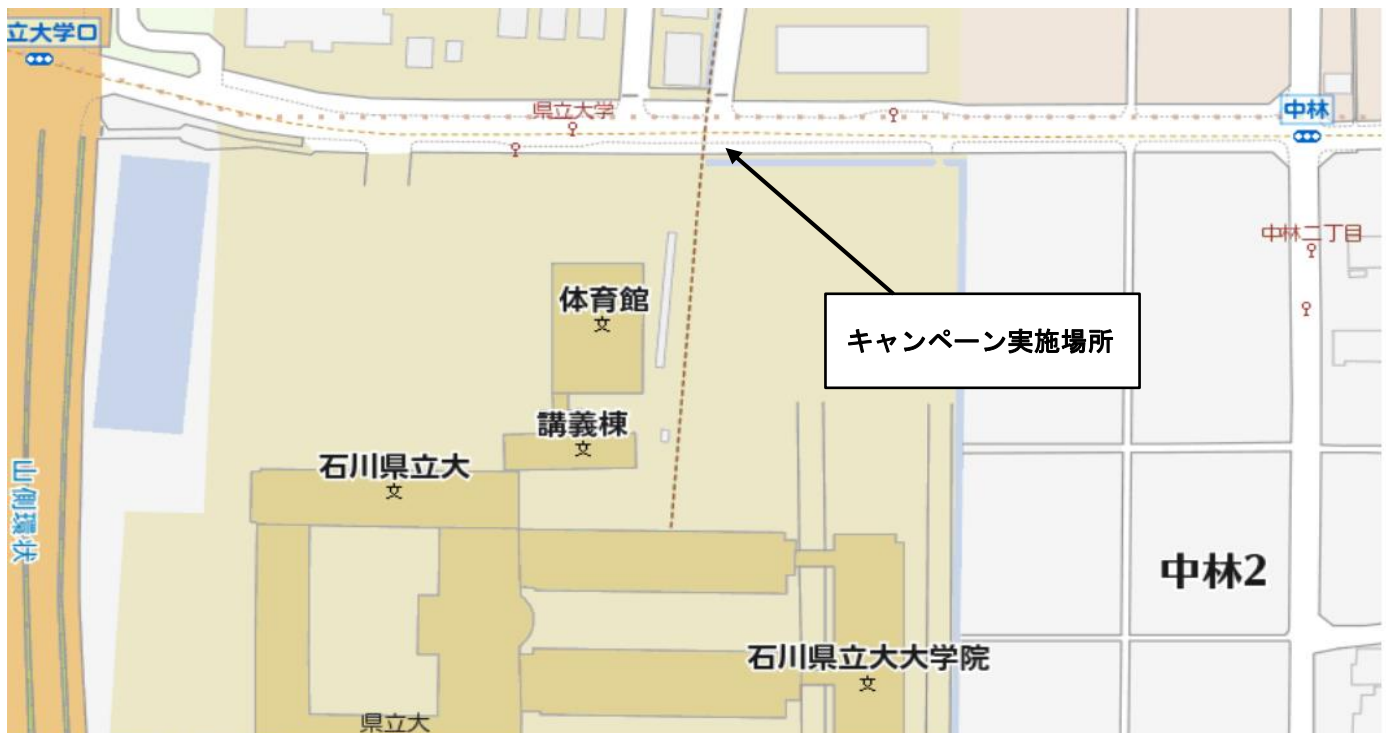 立大学口
県立大学
中林
中林二丁目
体育館
文
キャンペーン実施場所
講義棟
文
石川県立大
文
山側環状
中林2
石川県立大大学院
文
県立大